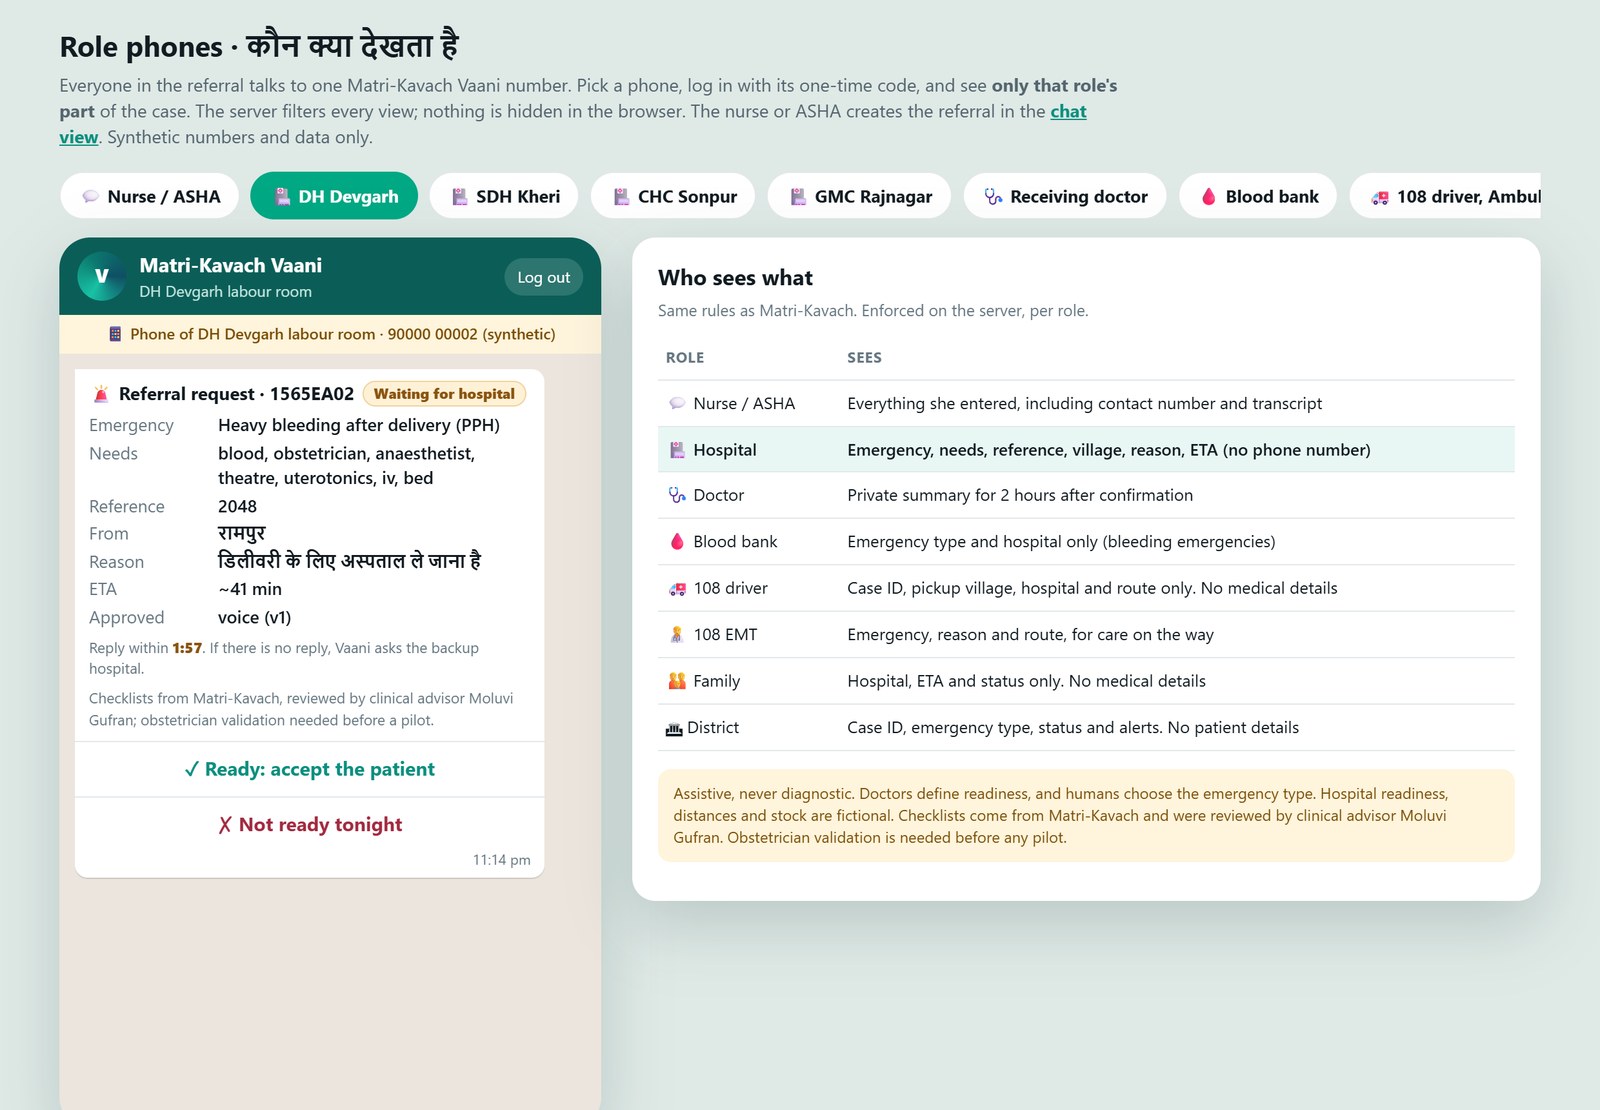 Role phones · कौन क्या देखता है
Everyone in the referral talks to one Matri-Kavach Vaani number. Pick a phone, log in with its one-time code, and see only that role's
part of the case. The server filters every view; nothing is hidden in the browser. The nurse or ASHA creates the referral in the chat
view. Synthetic numbers and data only.
Nurse / ASHA
DH Devgarh
SDH Kheri
CHC Sonpur
GMC Rajnagar
Receiving doctor
Blood bank
108 driver, Ambul
V
Matri-Kavach Vaani
DH Devgarh labour room
Log out
Phone of DH Devgarh labour room · 90000 00002 (synthetic)
Referral request · 1565EA02 Waiting for hospital
Emergency Heavy bleeding after delivery (PPH)
Needs blood, obstetrician, anaesthetist,
theatre, uterotonics, iv, bed
Reference 2048
From रामपुर
Reason डिलीवरी के लिए अस्पताल ले जाना है
ETA ~41 min
Approved voice (v1)
Reply within 1:57. If there is no reply, Vaani asks the backup
hospital.
Checklists from Matri-Kavach, reviewed by clinical advisor Moluvi
Gufran; obstetrician validation needed before a pilot.
✓ Ready: accept the patient
✗ Not ready tonight
11:14 pm
Who sees what
Same rules as Matri-Kavach. Enforced on the server, per role.
ROLE SEES
Nurse / ASHA Everything she entered, including contact number and transcript
Hospital Emergency, needs, reference, village, reason, ETA (no phone number)
Doctor Private summary for 2 hours after confirmation
Blood bank Emergency type and hospital only (bleeding emergencies)
108 driver Case ID, pickup village, hospital and route only. No medical details
108 EMT Emergency, reason and route, for care on the way
Family Hospital, ETA and status only. No medical details
District Case ID, emergency type, status and alerts. No patient details
Assistive, never diagnostic. Doctors define readiness, and humans choose the emergency type. Hospital readiness,
distances and stock are fictional. Checklists come from Matri-Kavach and were reviewed by clinical advisor Moluvi
Gufran. Obstetrician validation is needed before any pilot.